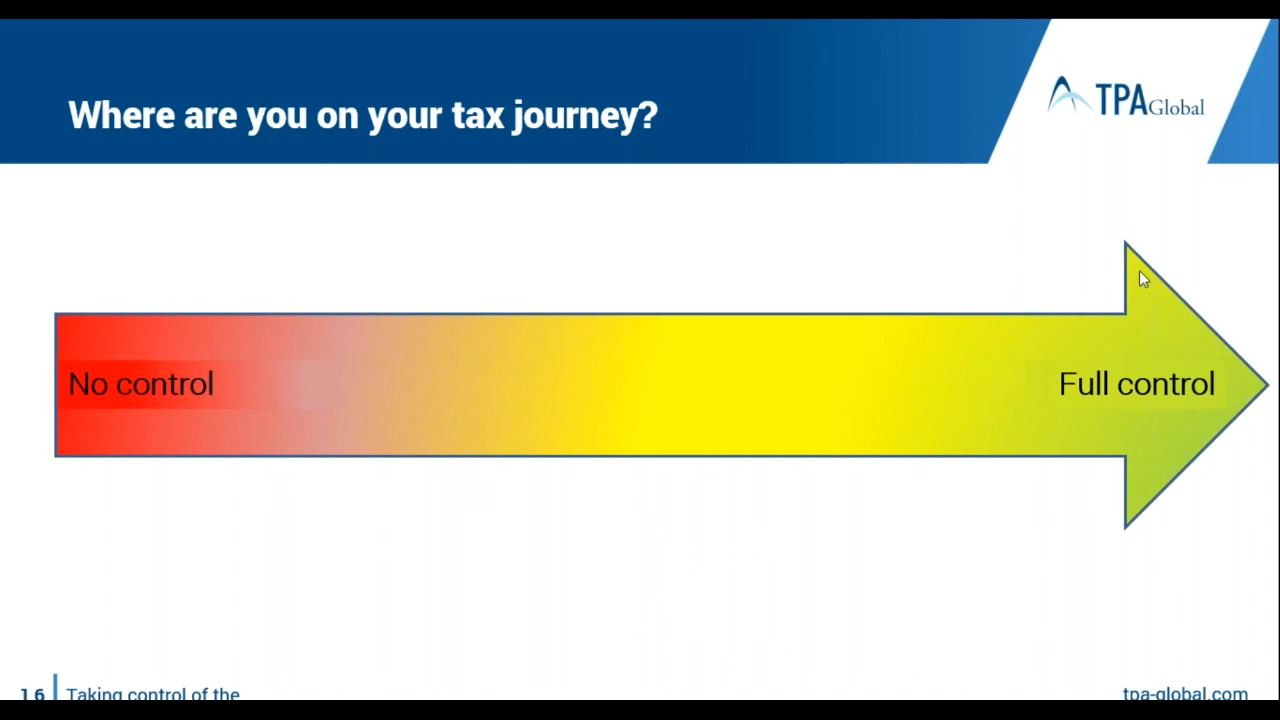 Where are you on your tax journey?
TPA Global
No control
Full control
16 Taking control of the
tpa-global.com